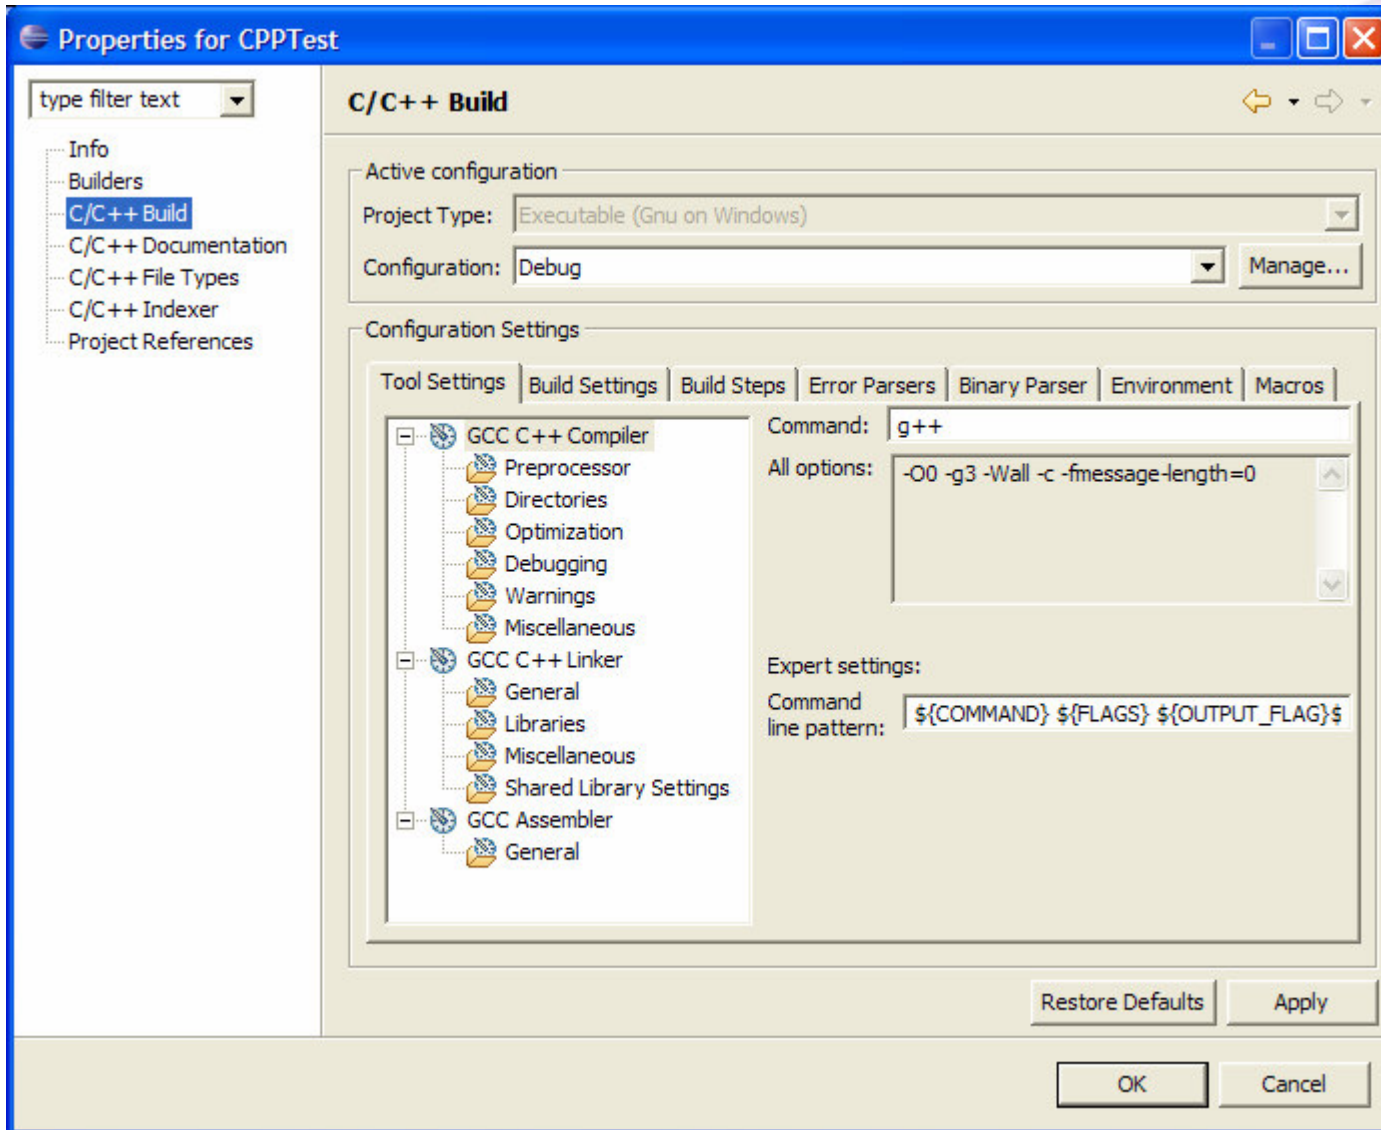 Properties for CPPTest
type filter text
Info
Builders
C/C++ Build
C/C++ Documentation
C/C++ File Types
C/C++ Indexer
Project References
C/C++ Build
Active configuration
Project Type: Executable (Gnu on Windows)
Configuration: Debug Manage...
Configuration Settings
Tool Settings Build Settings Build Steps Error Parsers Binary Parser Environment Macros
GCC C++ Compiler
Preprocessor
Directories
Optimization
Debugging
Warnings
Miscellaneous
GCC C++ Linker
General
Libraries
Miscellaneous
Shared Library Settings
GCC Assembler
General
Command: g++
All options: -O0 -g3 -Wall -c -fmessage-length=0
Expert settings:
Command
line pattern: ${COMMAND} ${FLAGS} ${OUTPUT_FLAG}$
Restore Defaults Apply
OK Cancel